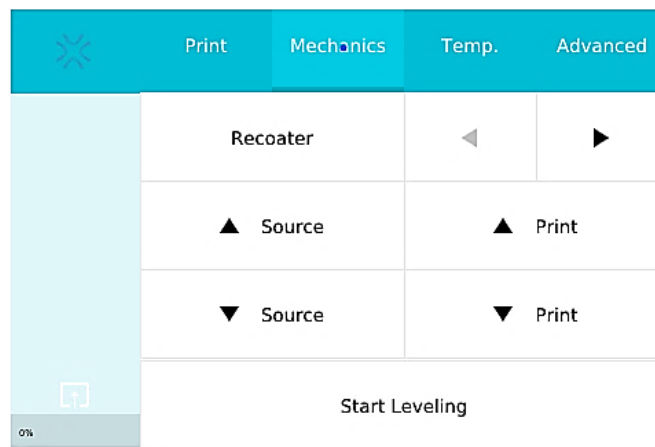 Print Mechanics Temp. Advanced
Recoater
Source Print
Source Print
Start Leveling
0%